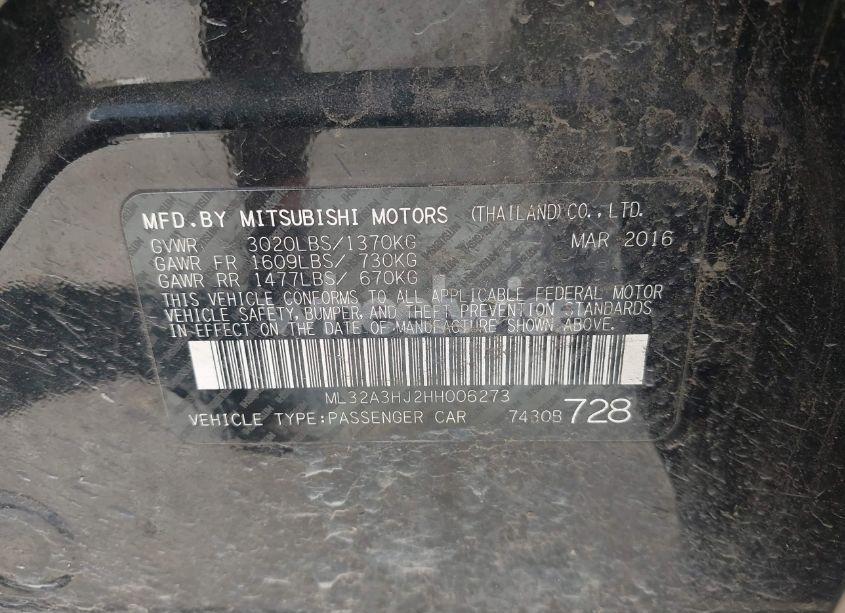 MFD.BY MITSUBISHI MOTORS (THAILAND)CO.,LTD.
GVWR 3020LBS/1370KG MAR 2016
GAWR FR 1609LBS/ 730KG
GAWR RR 1477LBS/ 670KG
THIS VEHICLE CONFORMS TO ALL APPLICABLE FEDERAL MOTOR
VEHICLE SAFETY, BUMPER, AND THEFT PREVENTION STANDARDS
IN EFFECT ON THE DATE OF MANUFACTURE SHOWN ABOVE.
ML32A3HJ2HH006273
VEHICLE TYPE:PASSENGER CAR 7430B 728